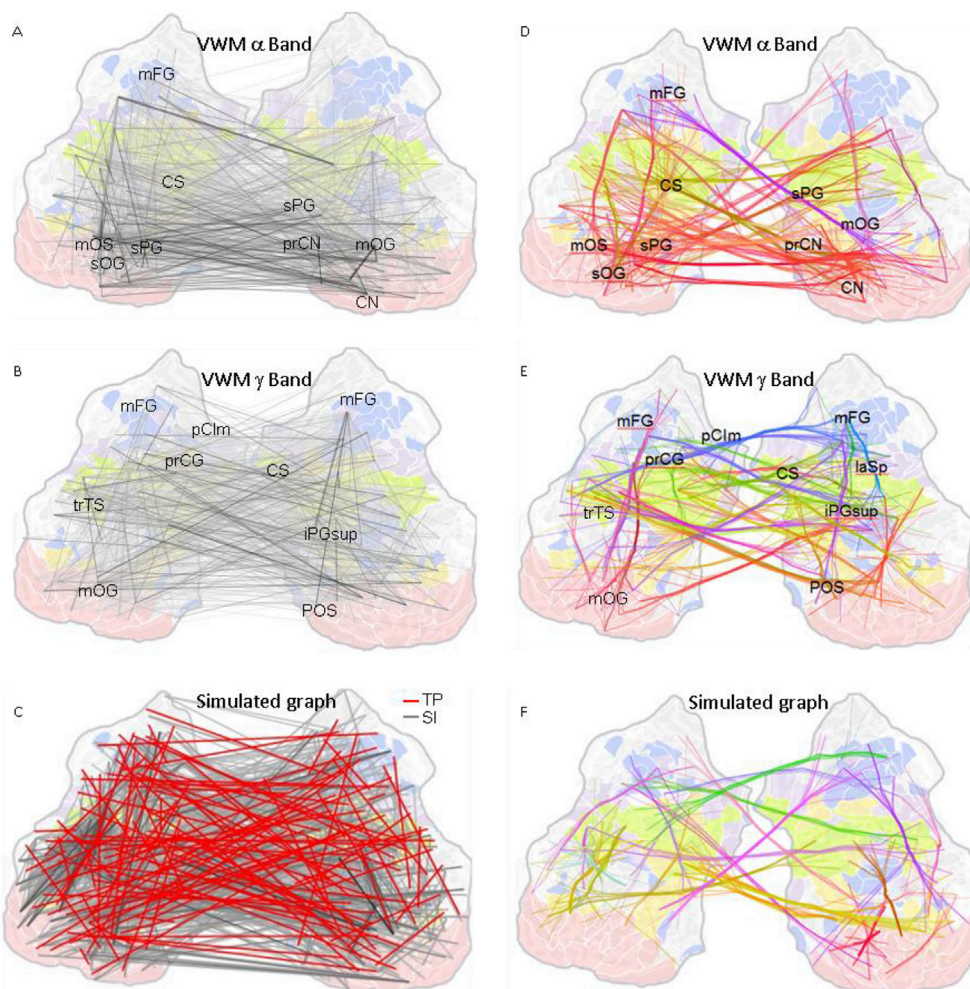 A
VWM α Band
mFG
CS
sPG
mOS
sPG
prCN
mOG
sOG
CN
D
VWM α Band
mFG
CS
sPG
mOG
mOS
sPG
prCN
sOG
CN
B
VWM γ Band
mFG
mFG
pCIm
prCG
CS
trTS
iPGsup
mOG
POS
E
VWM γ Band
mFG
pCIm
mFG
prCG
CS
laSp
trTS
iPGsup
mOG
POS
C
Simulated graph
TP
SI
F
Simulated graph